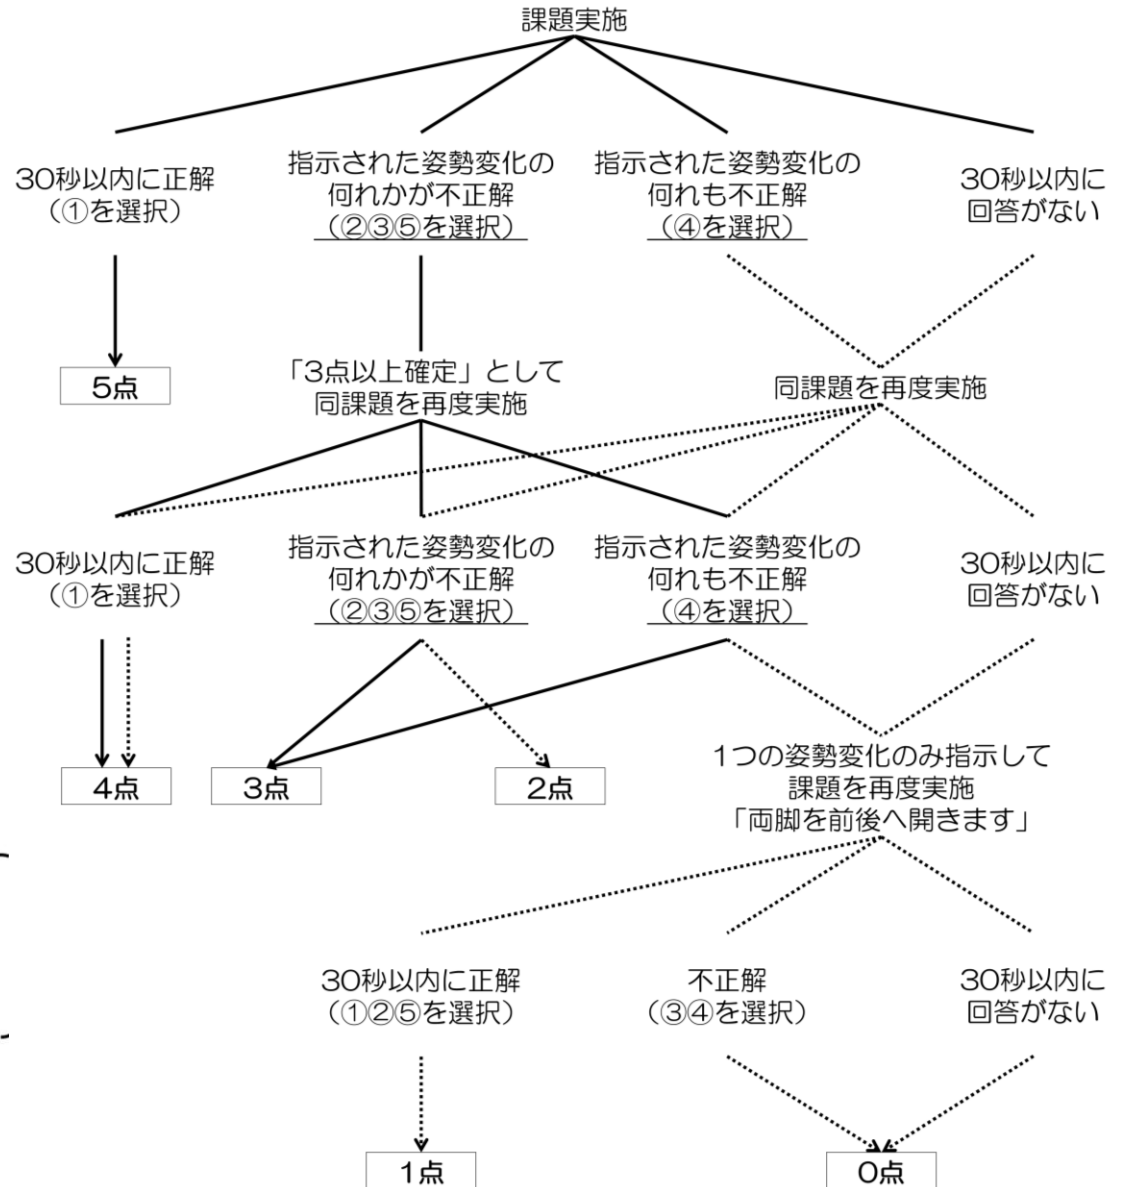 課題実施
30秒以内に正解
(①を選択)
指示された姿勢変化の
何れかが不正解
(②③⑤を選択)
指示された姿勢変化の
何れも不正解
(④を選択)
30秒以内に
回答がない
5点
「3点以上確定」として
同課題を再度実施
同課題を再度実施
30秒以内に正解
(①を選択)
指示された姿勢変化の
何れかが不正解
(②③⑤を選択)
指示された姿勢変化の
何れも不正解
(④を選択)
30秒以内に
回答がない
4点
3点
2点
1つの姿勢変化のみ指示して
課題を再度実施
「両脚を前後へ開きます」
30秒以内に正解
(①②⑤を選択)
不正解
(③④を選択)
30秒以内に
回答がない
1点
0点